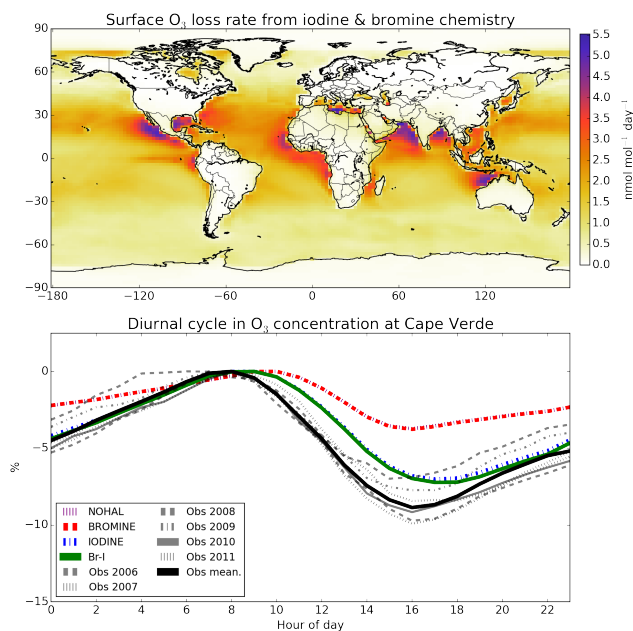 Surface O3 loss rate from iodine & bromine chemistry
90
60
30
0
−30
−60
−90
−180 −120 −60 0 60 120
5.5
5.0
4.5
4.0
3.5
3.0
2.5
2.0
1.5
1.0
0.5
0.0
nmol mol−1 day−1
Diurnal cycle in O3 concentration at Cape Verde
0
−5
−10
−15
%
0 2 4 6 8 10 12 14 16 18 20 22
Hour of day
NOHAL
BROMINE
IODINE
Br-I
Obs 2006
Obs 2007
Obs 2008
Obs 2009
Obs 2010
Obs 2011
Obs mean.